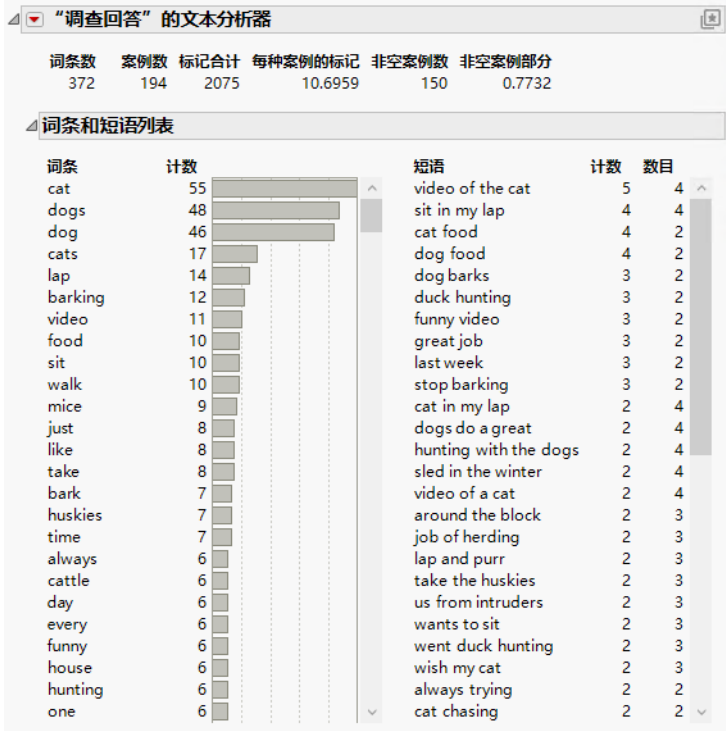 “调查回答”的文本分析器
词条数 案例数 标记合计 每种案例的标记 非空案例数 非空案例部分
372 194 2075 10.6959 150 0.7732
词条和短语列表
词条 计数 短语 计数 数目
cat 55 video of the cat 5 4
dogs 48 sit in my lap 4 4
dog 46 cat food 4 2
cats 17 dog food 4 2
lap 14 dog barks 3 2
barking 12 duck hunting 3 2
video 11 funny video 3 2
food 10 great job 3 2
sit 10 last week 3 2
walk 10 stop barking 3 2
mice 9 cat in my lap 2 4
just 8 dogs do a great 2 4
like 8 hunting with the dogs 2 4
take 8 sled in the winter 2 4
bark 7 video of a cat 2 4
huskies 7 around the block 2 3
time 7 job of herding 2 3
always 6 lap and purr 2 3
cattle 6 take the huskies 2 3
day 6 us from intruders 2 3
every 6 wants to sit 2 3
funny 6 went duck hunting 2 3
house 6 wish my cat 2 3
hunting 6 always trying 2 2
one 6 cat chasing 2 2